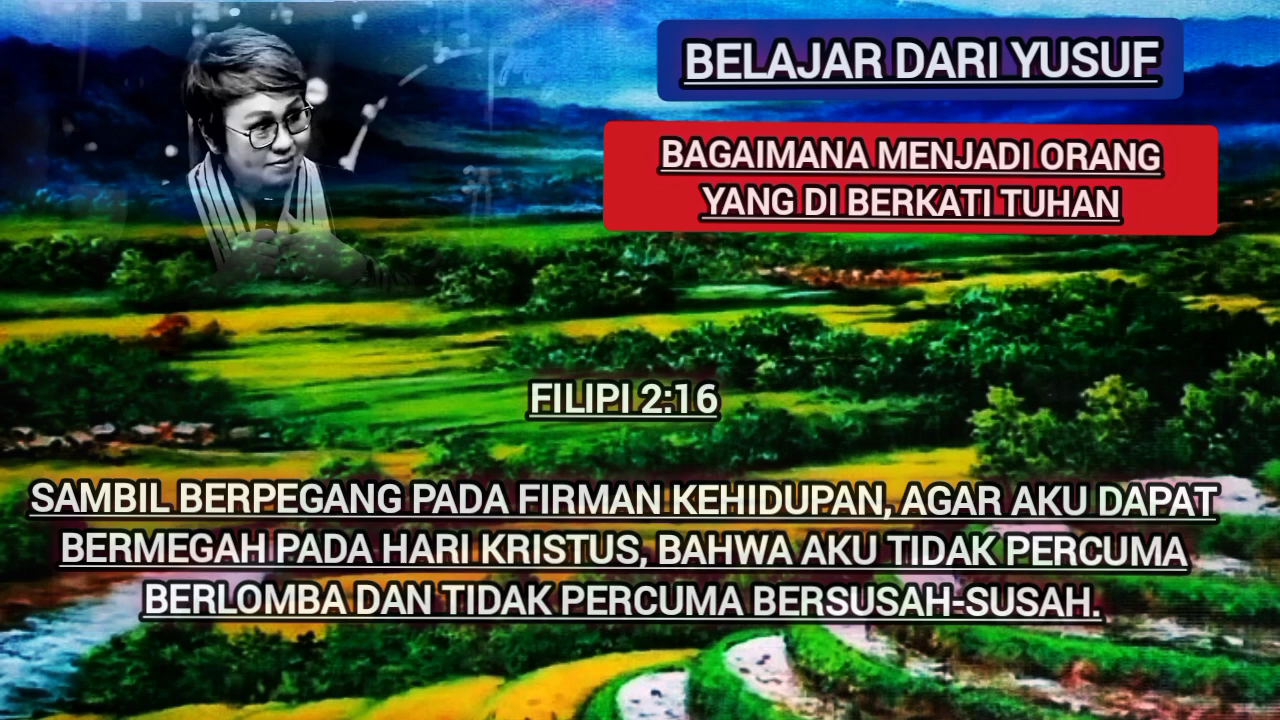 BELAJAR DARI YUSUF
BAGAIMANA MENJADI ORANG
YANG DI BERKATI TUHAN
FILIPI 2:16
SAMBIL BERPEGANG PADA FIRMAN KEHIDUPAN, AGAR AKU DAPAT
BERMEGAH PADA HARI KRISTUS, BAHWA AKU TIDAK PERCUMA
BERLOMBA DAN TIDAK PERCUMA BERSUSAH-SUSAH.